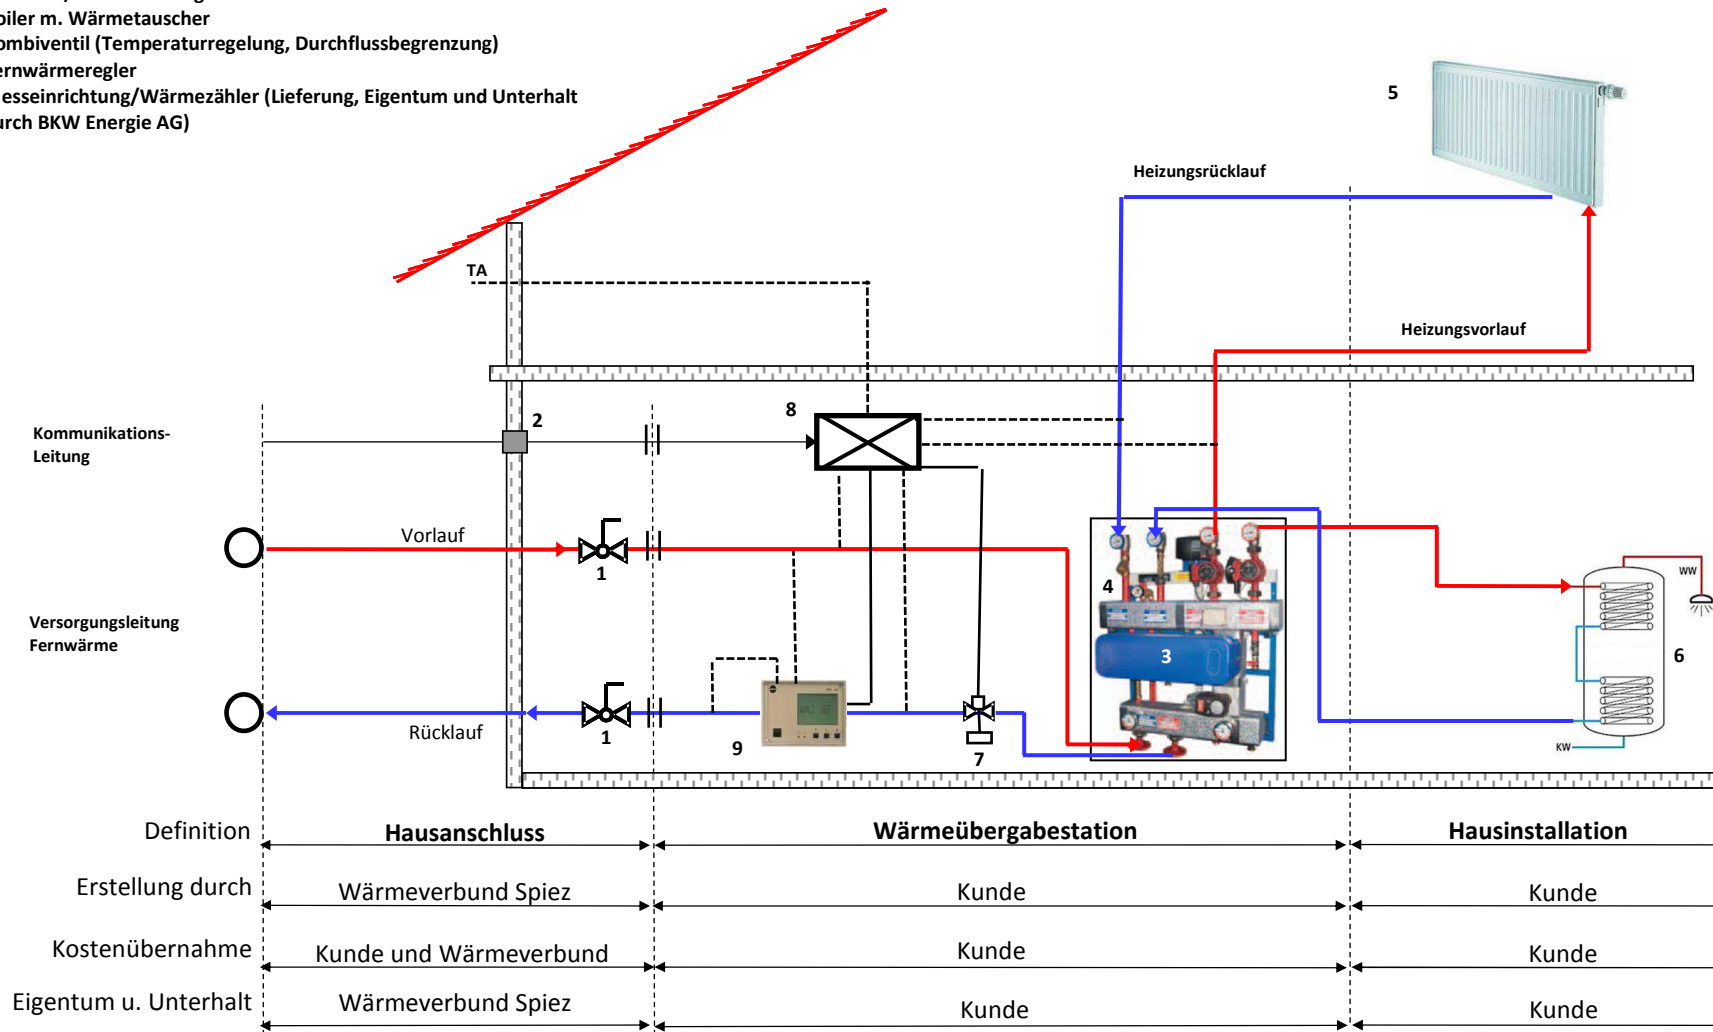 oiler m. Wärmetauscher
ombiventil (Temperaturregelung, Durchflussbegrenzung)
ernwärmeregler
esseinrichtung/Wärmezähler (Lieferung, Eigentum und Unterhalt
urch BKW Energie AG)
5
Heizungsrücklauf
TA
Heizungsvorlauf
8
2
Kommunikations-
Leitung
Vorlauf
1
4
WW
Versorgungsleitung
Fernwärme
3
6
Rücklauf
1
9
7
KW
Definition
Hausanschluss
Wärmeübergabestation
Hausinstallation
Erstellung durch
Wärmeverbund Spiez
Kunde
Kunde
Kostenübernahme
Kunde und Wärmeverbund
Kunde
Kunde
Eigentum u. Unterhalt
Wärmeverbund Spiez
Kunde
Kunde